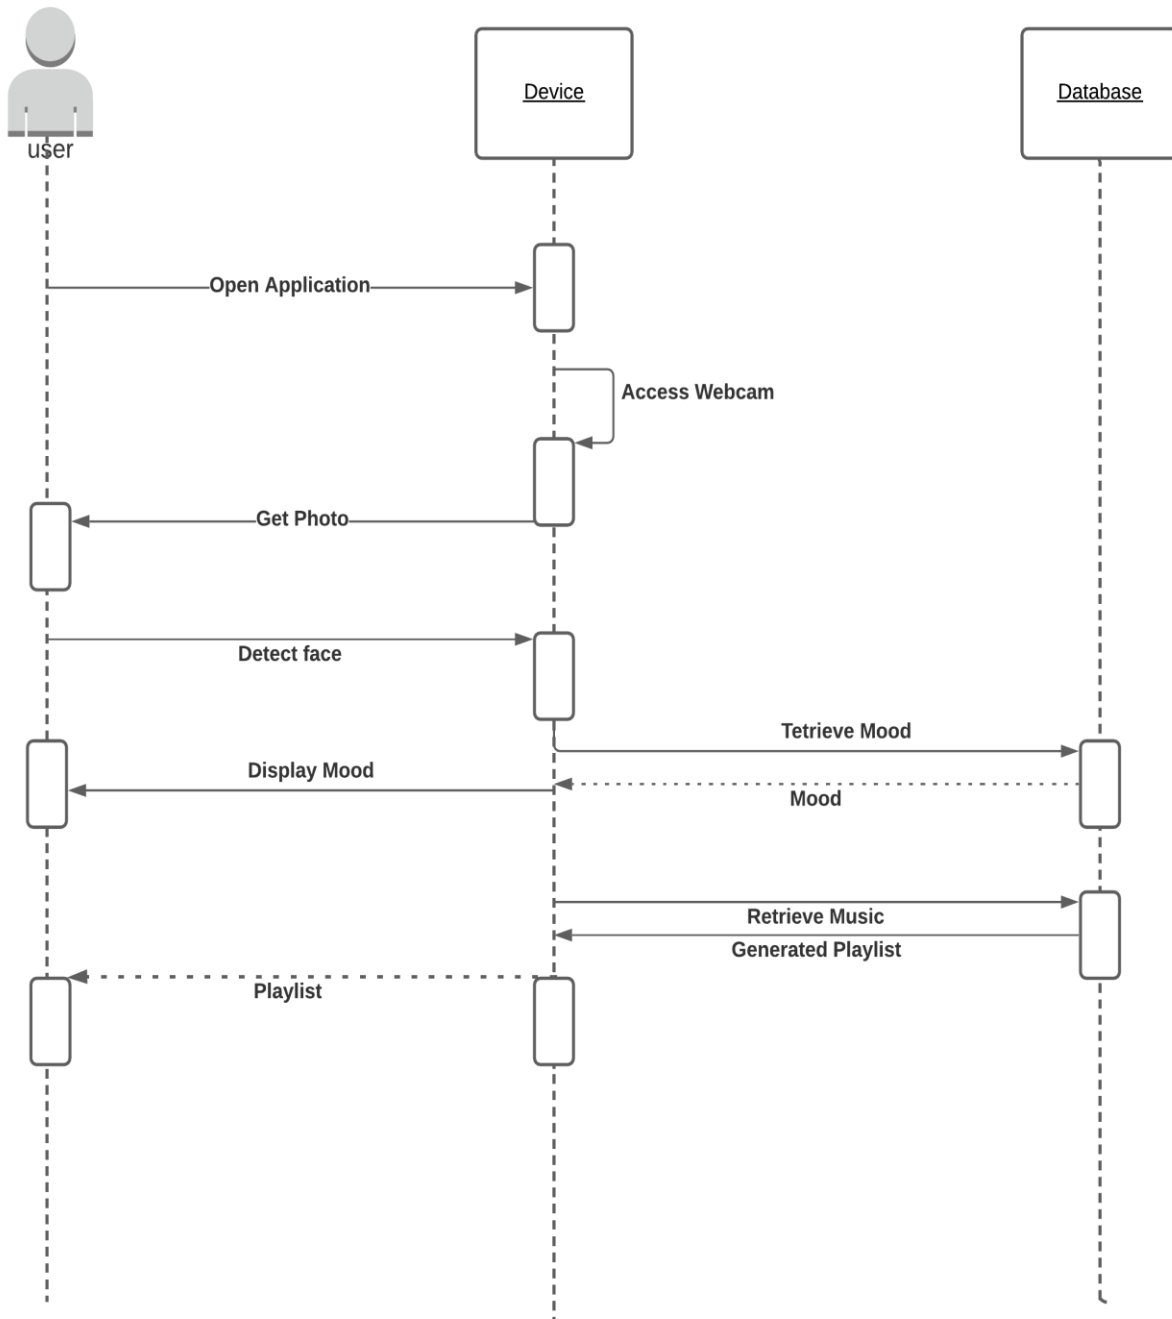 user
Device
Database
Open Application
Access Webcam
Get Photo
Detect face
Tetrieve Mood
Display Mood
Mood
Retrieve Music
Generated Playlist
Playlist